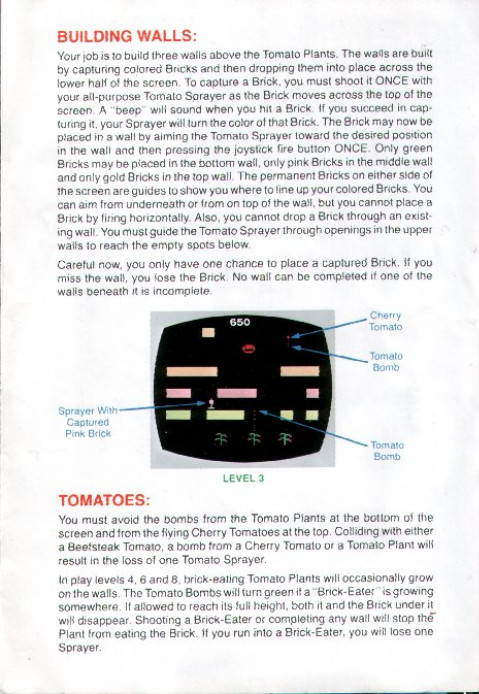 BUILDING WALLS:
Your job is to build three walls above the Tomato Plants. The walls are built
by capturing colored Bricks and then dropping them into place across the
lower half of the screen. To capture a Brick, you must shoot it ONCE with
your all-purpose Tomato Sprayer as the Brick moves across the top of the
screen. A "beep" will sound when you hit a Brick. If you succeed in cap-
turing it, your Sprayer will turn the color of that Brick. The Brick may now be
placed in a wall by aiming the Tomato Sprayer toward the desired position
in the wall and then pressing the joystick fire button ONCE. Only green
Bricks may be placed in the bottom wall, only pink Bricks in the middle wall
and only gold Bricks in the top wall. The permanent Bricks on either side of
the screen are guides to show you where to line up your colored Bricks. You
can aim from underneath or from on top of the wall, but you cannot place a
Brick by firing horizontally. Also, you cannot drop a Brick through an exist-
ing wall. You must guide the Tomato Sprayer through openings in the upper
walls to reach the empty spots below.
Careful now, you only have one chance to place a captured Brick. If you
miss the wall, you lose the Brick. No wall can be completed if one of the
walls beneath it is incomplete.
650
Cherry
Tomato
Tomato
Bomb
Sprayer With
Captured
Pink Brick
Tomato
Bomb
LEVEL 3
TOMATOES:
You must avoid the bombs from the Tomato Plants at the bottom of the
screen and from the flying Cherry Tomatoes at the top. Colliding with either
a Beefsteak Tomato, a bomb from a Cherry Tomato or a Tomato Plant will
result in the loss of one Tomato Sprayer.
In play levels 4, 6 and 8, brick-eating Tomato Plants will occasionally grow
on the walls. The Tomato Bombs will turn green if a "Brick-Eater" is growing
somewhere. If allowed to reach its full height, both it and the Brick under it
will disappear. Shooting a Brick-Eater or completing any wall will stop the
Plant from eating the Brick. If you run into a Brick-Eater, you will lose one
Sprayer.